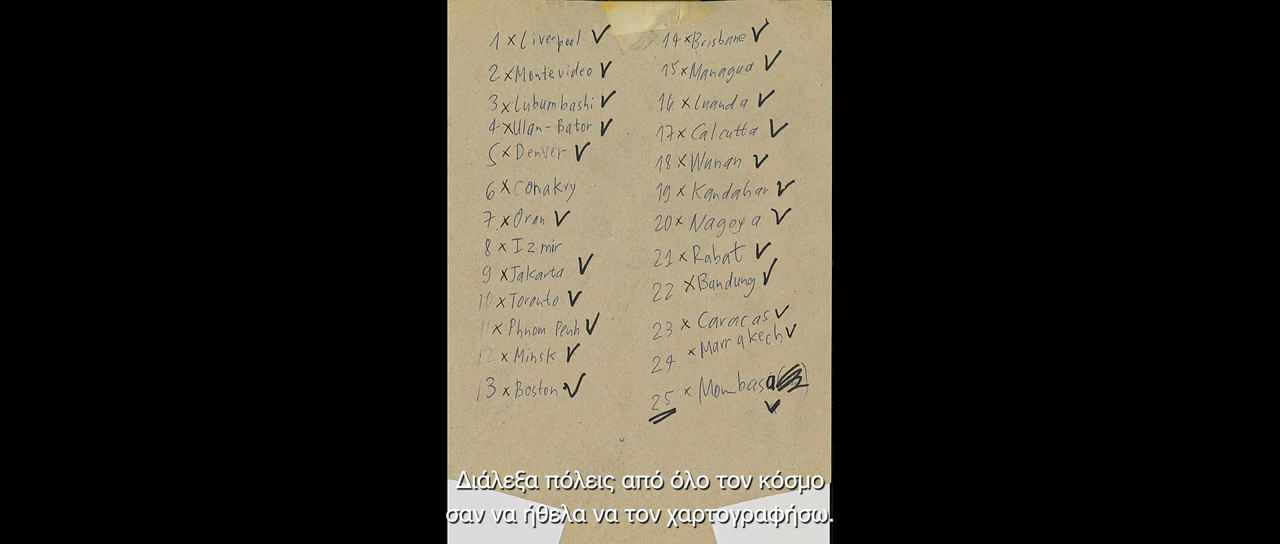 1 x Liverpool ✓
2 x Montevideo ✓
3 x Lubumbashi ✓
4 x Ulan-Bator ✓
5 x Denver ✓
6 x Conakry
7 x Oran ✓
8 x Izmir
9 x Jakarta ✓
10 x Toronto ✓
11 x Phnom Penh ✓
12 x Minsk ✓
13 x Boston ✓
14 x Brisbane ✓
15 x Managua ✓
16 x Luanda ✓
17 x Calcutta ✓
18 x Wuhan ✓
19 x Kandahar ✓
20 x Nagoya ✓
21 x Rabat ✓
22 x Bandung ✓
23 x Caracas ✓
24 x Marrakech ✓
25 x Mombasa ✓
Διάλεξα πόλεις από όλο τον κόσμο
σαν να ήθελα να τον χαρτογραφήσω.